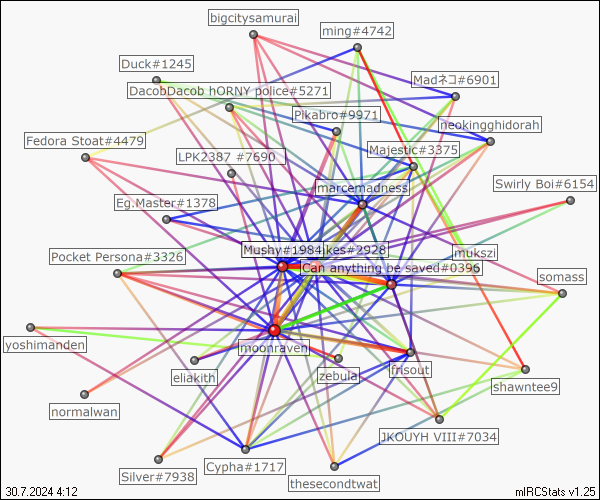 bigcitysamurai
ming#4742
Duck#1245
Madネコ#6901
DacobDacob hORNY police#5271
Pikabro#9971
neokingghidorah
Fedora Stoat#4479
Majestic#3375
LPK2387 #7690
marcemadness
Swirly Boi#6154
Eg.Master#1378
Mushy#1984
kes#2928
mukszi
Pocket Persona#3326
Can anything be saved#0396
somass
moonraven
yoshimanden
frisout
eliakith
zebula
shawntee9
normalwan
JKOUYH VIII#7034
Silver#7938
Cypha#1717
thesecondtwat
30.7.2024 4:12
mIRCStats v1.25